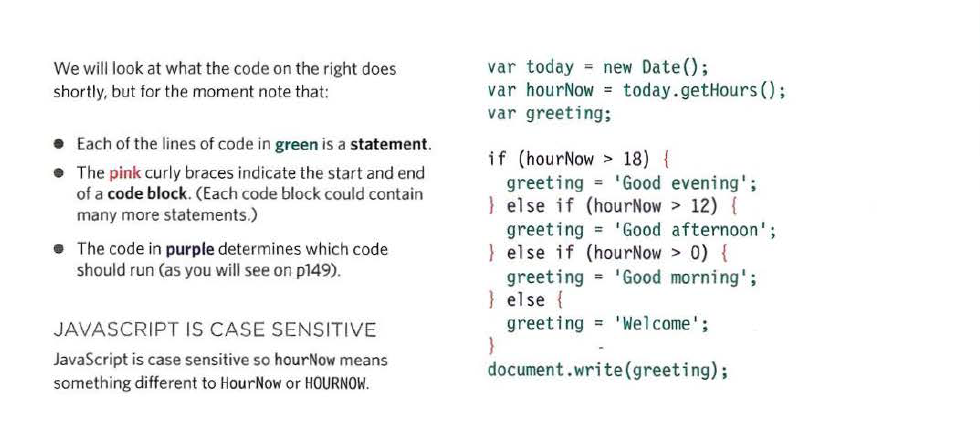 We will look at what the code on the right does
shortly, but for the moment note that:
● Each of the lines of code in green is a statement.
● The pink curly braces indicate the start and end
of a code block. (Each code block could contain
many more statements.)
● The code in purple determines which code
should run (as you will see on p149).
JAVASCRIPT IS CASE SENSITIVE
JavaScript is case sensitive so hourNow means
something different to HourNow or HOURNOW.
var today = new Date();
var hourNow = today.getHours();
var greeting;
if (hourNow > 18) {
  greeting = 'Good evening';
} else if (hourNow > 12) {
  greeting = 'Good afternoon';
} else if (hourNow > 0) {
  greeting = 'Good morning';
} else {
  greeting = 'Welcome';
}
document.write(greeting);